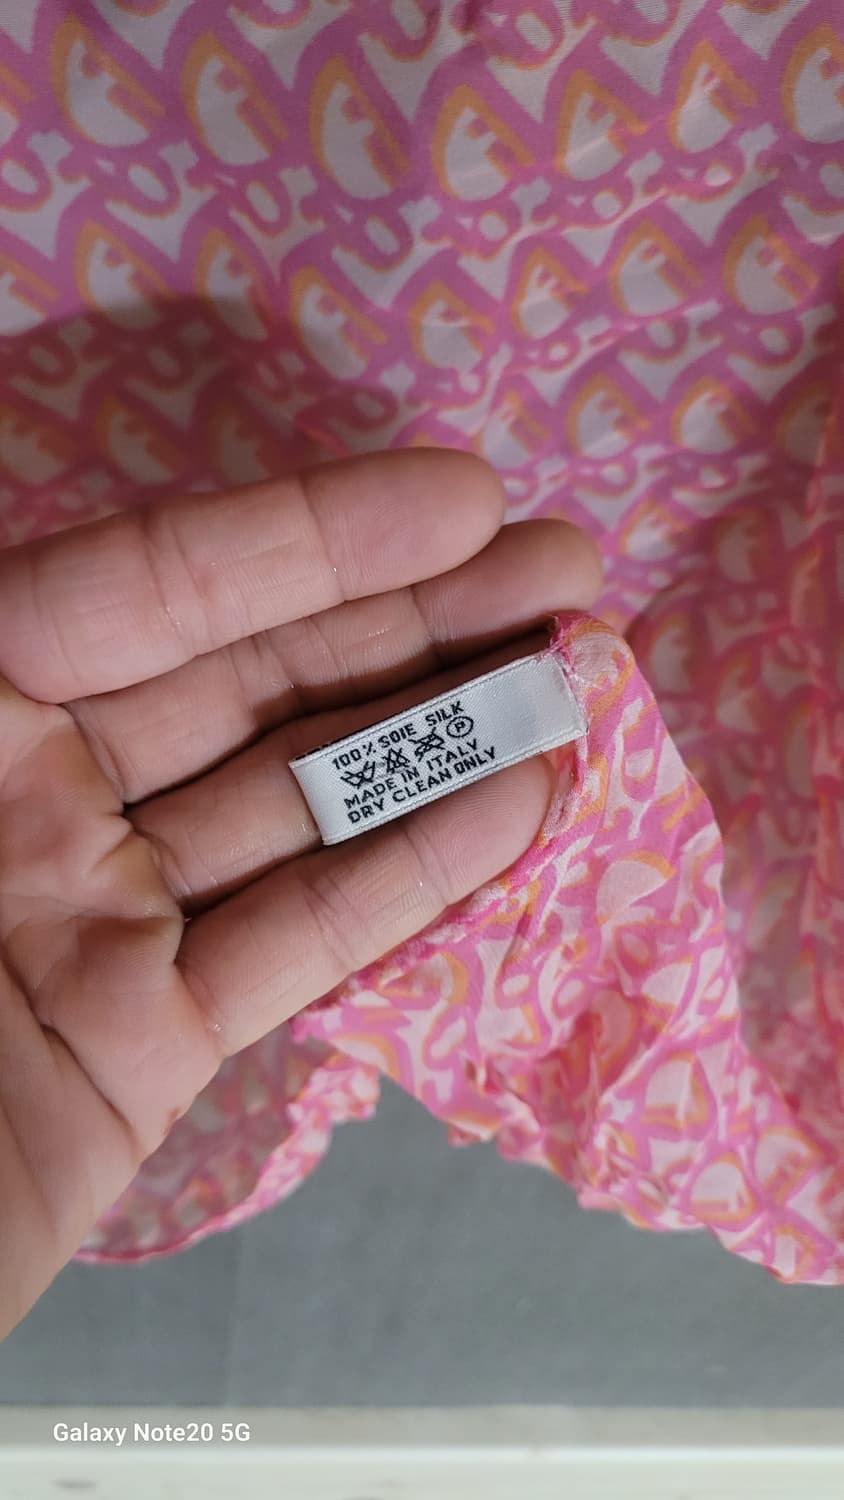 100% SOIE SILK
P
MADE IN ITALY
DRY CLEAN ONLY
Galaxy Note20 5G